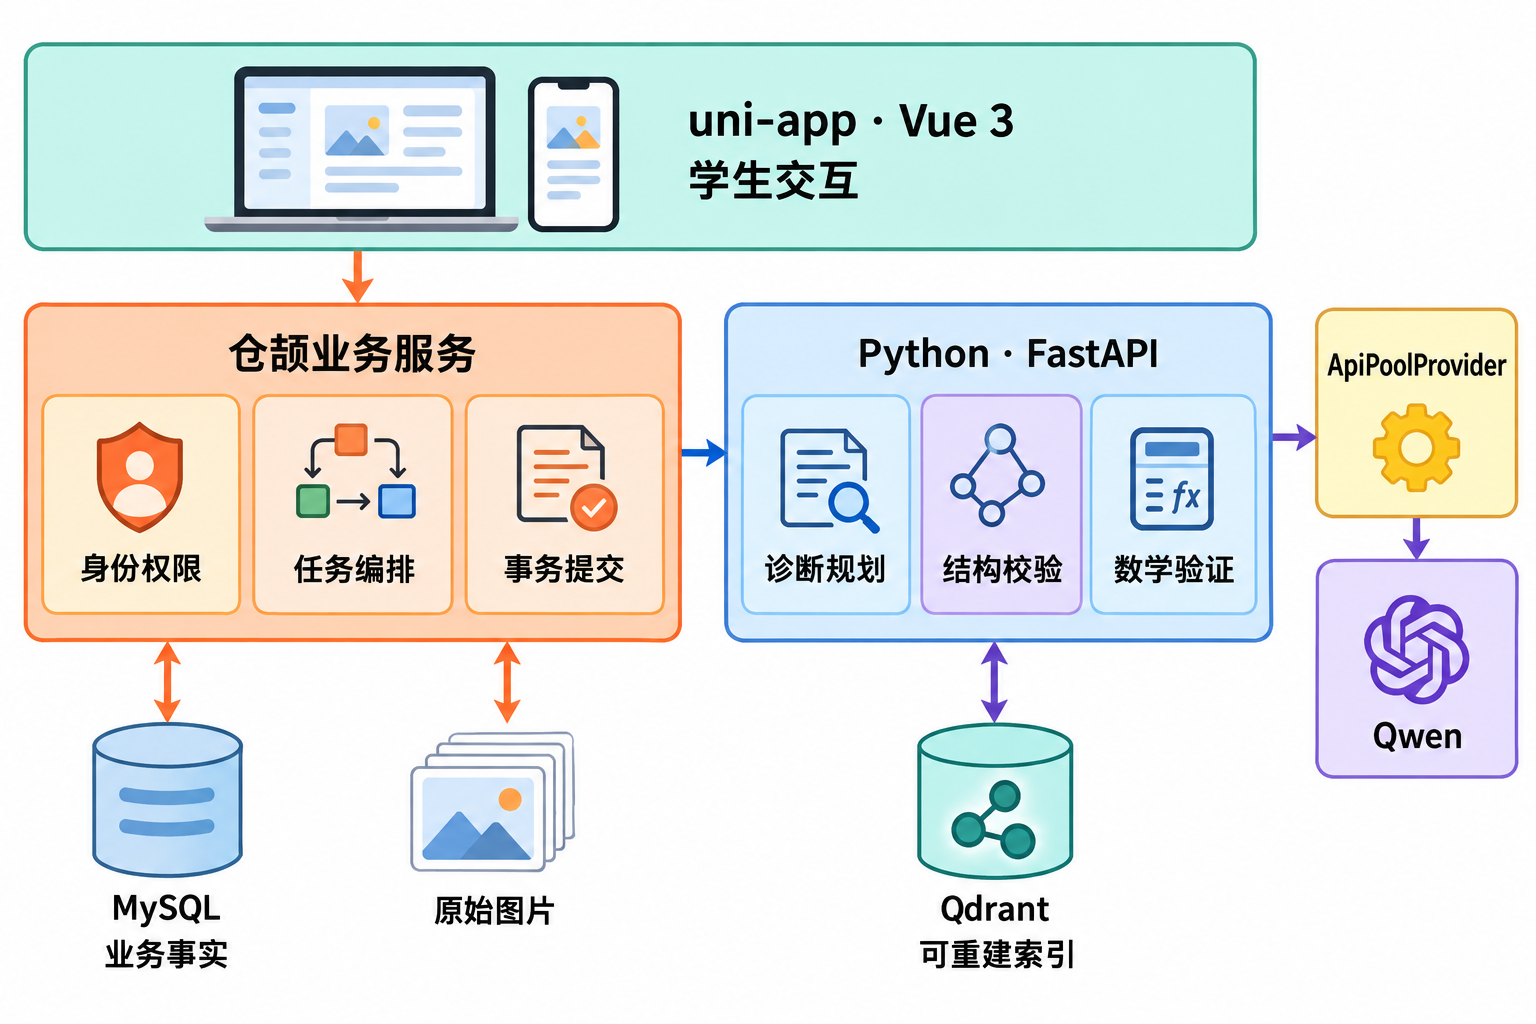 uni-app · Vue 3
学生交互
仓颉业务服务
身份权限
任务编排
事务提交
Python · FastAPI
诊断规划
结构校验
fx
数学验证
ApiPoolProvider
Qwen
MySQL
业务事实
原始图片
Qdrant
可重建索引